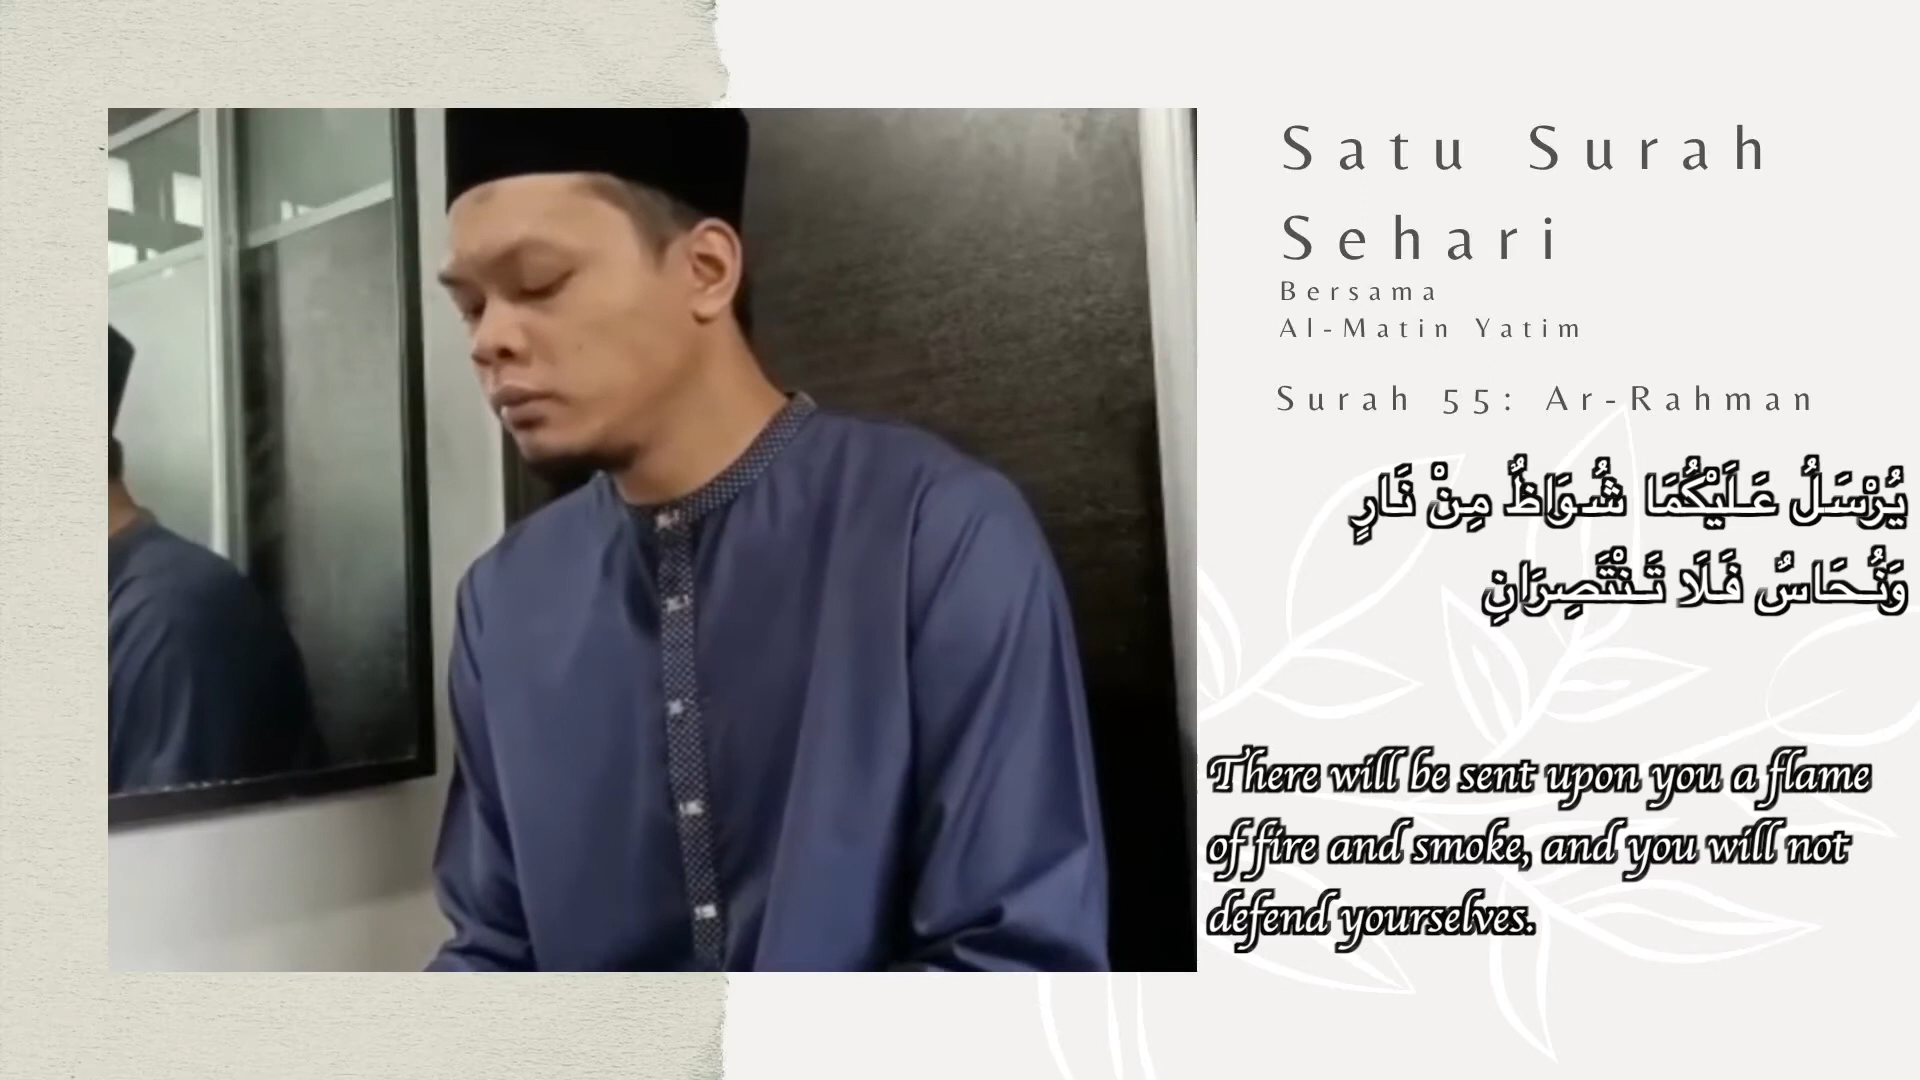 Satu Surah
Sehari
Bersama
Al-Matin Yatim
Surah 55: Ar-Rahman
يُرْسَلُ عَلَيْكُمَا شُوَاظٌ مِنْ نَارٍ
وَنُحَاسٌ فَلَا تَنْتَصِرَانِ
There will be sent upon you a flame
of fire and smoke, and you will not
defend yourselves.